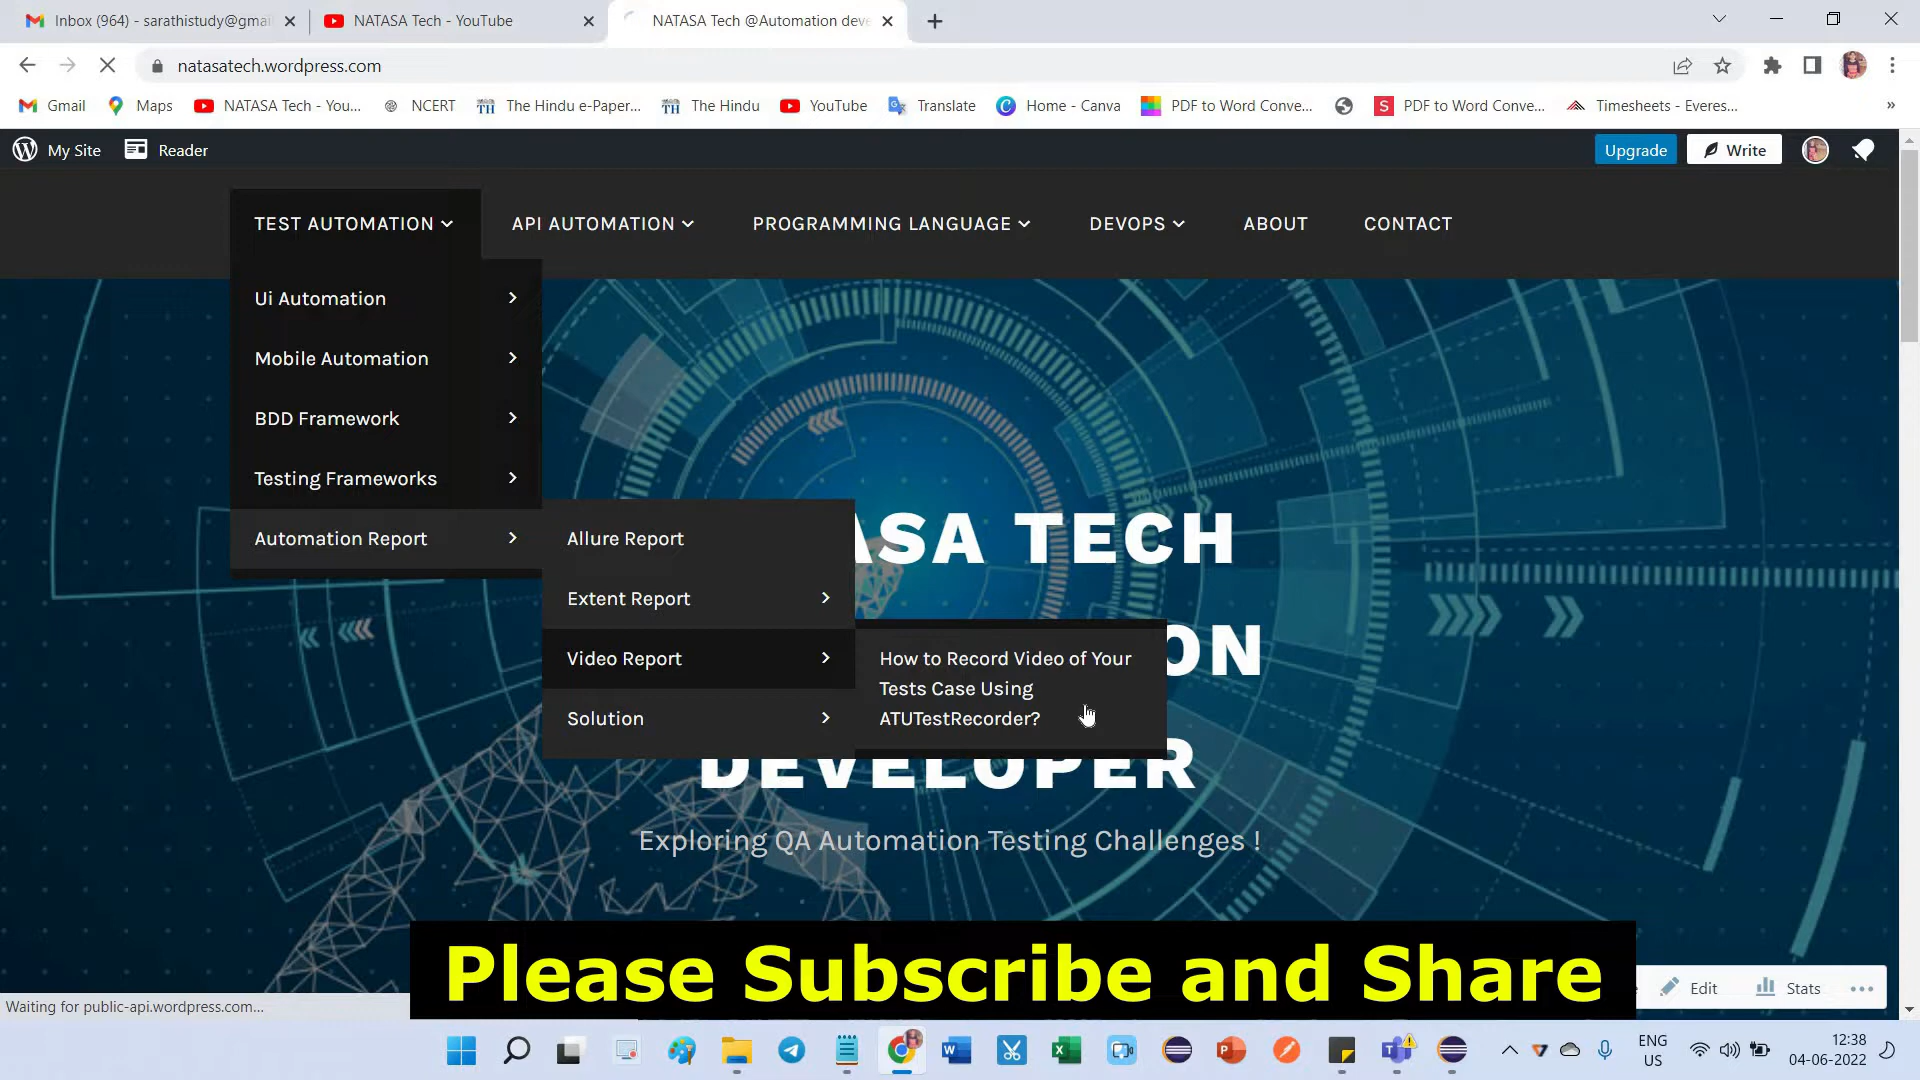 Inbox (964) - sarathistudy@gmai
NATASA Tech - YouTube
NATASA Tech @Automation deve
natasatech.wordpress.com
Gmail
Maps
NATASA Tech - You...
NCERT
The Hindu e-Paper...
The Hindu
YouTube
Translate
Home - Canva
PDF to Word Conve...
PDF to Word Conve...
Timesheets - Everes...
»
My Site
Reader
Upgrade
Write
TEST AUTOMATION
API AUTOMATION
PROGRAMMING LANGUAGE
DEVOPS
ABOUT
CONTACT
Ui Automation
Mobile Automation
BDD Framework
Testing Frameworks
Automation Report
Allure Report
Extent Report
Video Report
Solution
How to Record Video of Your
Tests Case Using
ATUTestRecorder?
ASA TECH
ON
DEVELOPER
Exploring QA Automation Testing Challenges !
Please Subscribe and Share
Edit
Stats
Waiting for public-api.wordpress.com...
ENG
US
12:38
04-06-2022